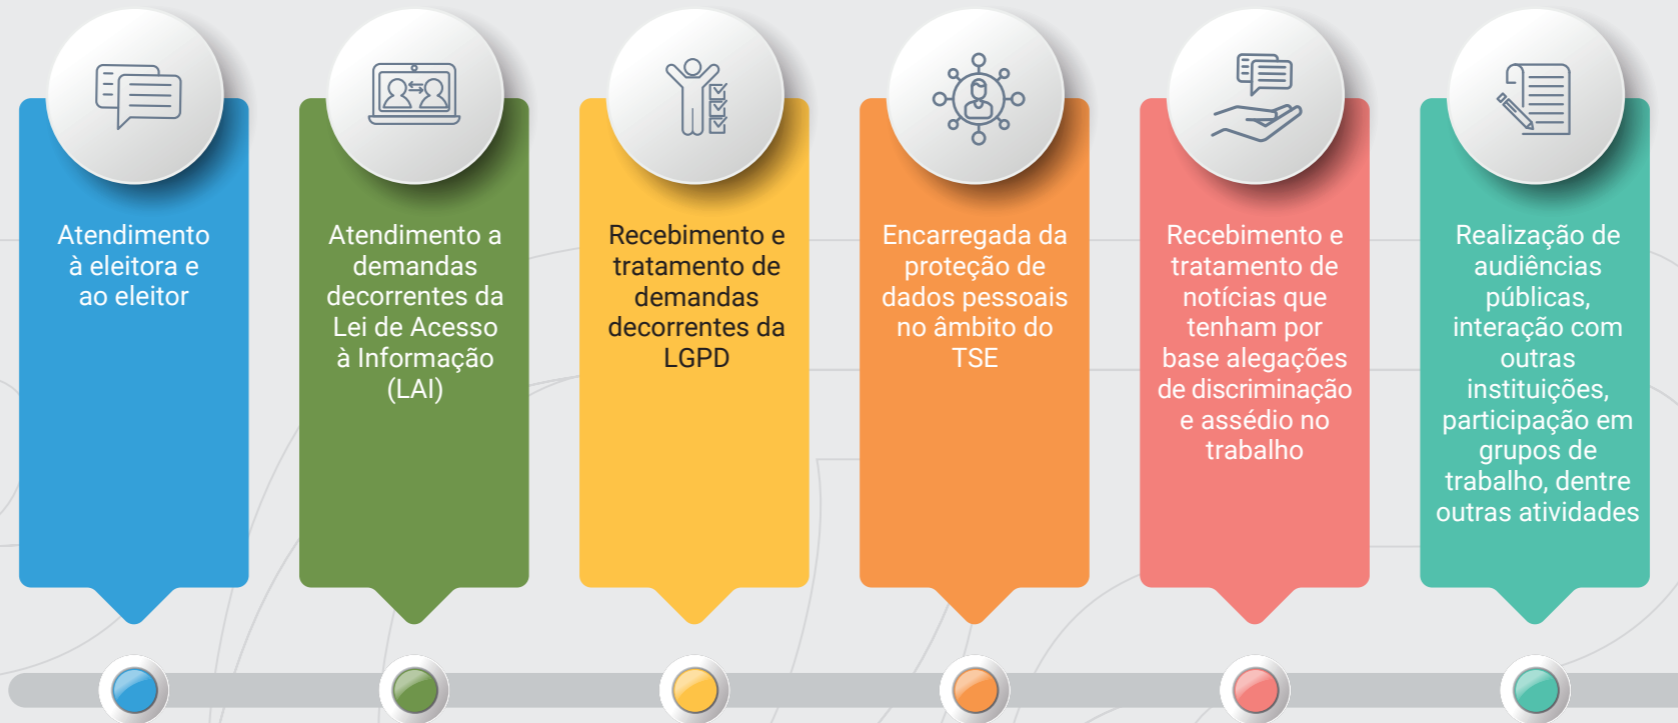 Atendimento
à eleitora e
ao eleitor
Atendimento a
demandas
decorrentes da
Lei de Acesso
à Informação
(LAI)
Recebimento e
tratamento de
demandas
decorrentes da
LGPD
Encarregada da
proteção de
dados pessoais
no âmbito do
TSE
Recebimento e
tratamento de
notícias que
tenham por
base alegações
de discriminação
e assédio no
trabalho
Realização de
audiências
públicas,
interação com
outras
instituições,
participação em
grupos de
trabalho, dentre
outras atividades